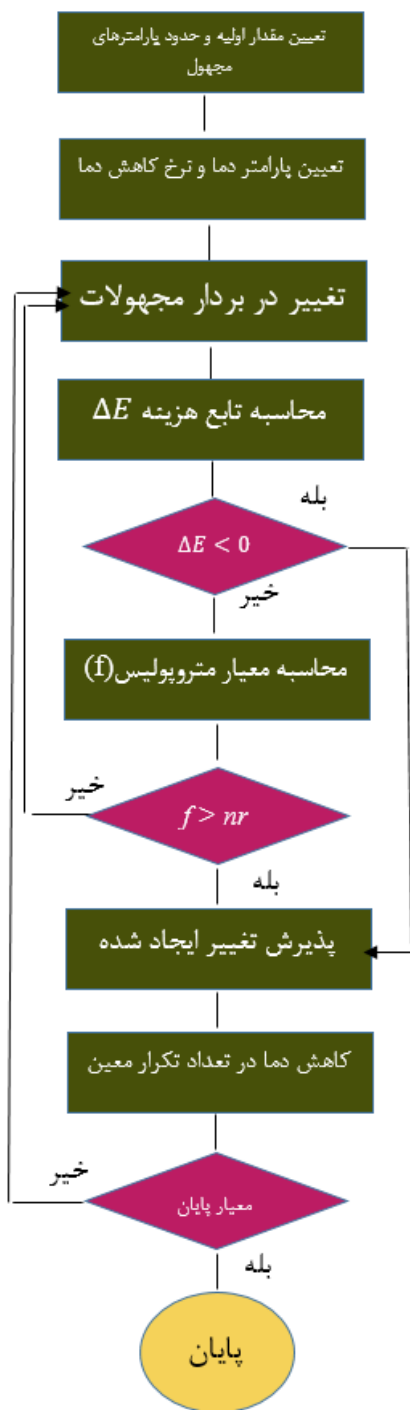 تعیین مقدار اولیه و حدود پارامترهای
مجهول
تعیین پارامتر دما و نرخ کاهش دما
تغییر در بردار مجهولات
محاسبه تابع هزینه ΔE
بله
ΔE < 0
خیر
محاسبه معیار متروپولیس(f)
خیر
f > nr
بله
پذیرش تغییر ایجاد شده
کاهش دما در تعداد تکرار معین
خیر
معیار پایان
بله
پایان